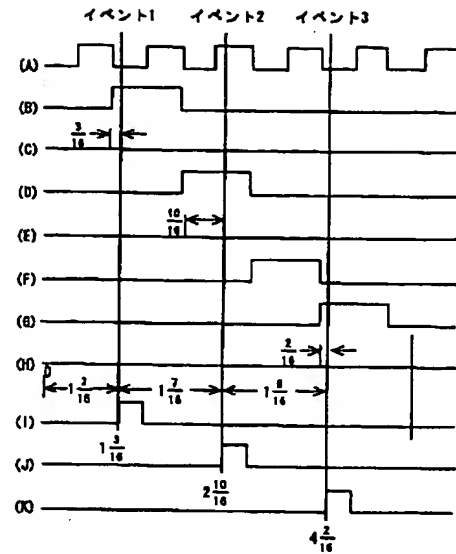 イベント1 イベント2 イベント3
(A)
(B)
3/16
(C)
(D)
10/16
(E)
(F)
(G)
2/16
(H)
0
1 3/16 1 7/16 1 8/16
(I)
1 3/16
(J)
2 10/16
(K)
4 2/16